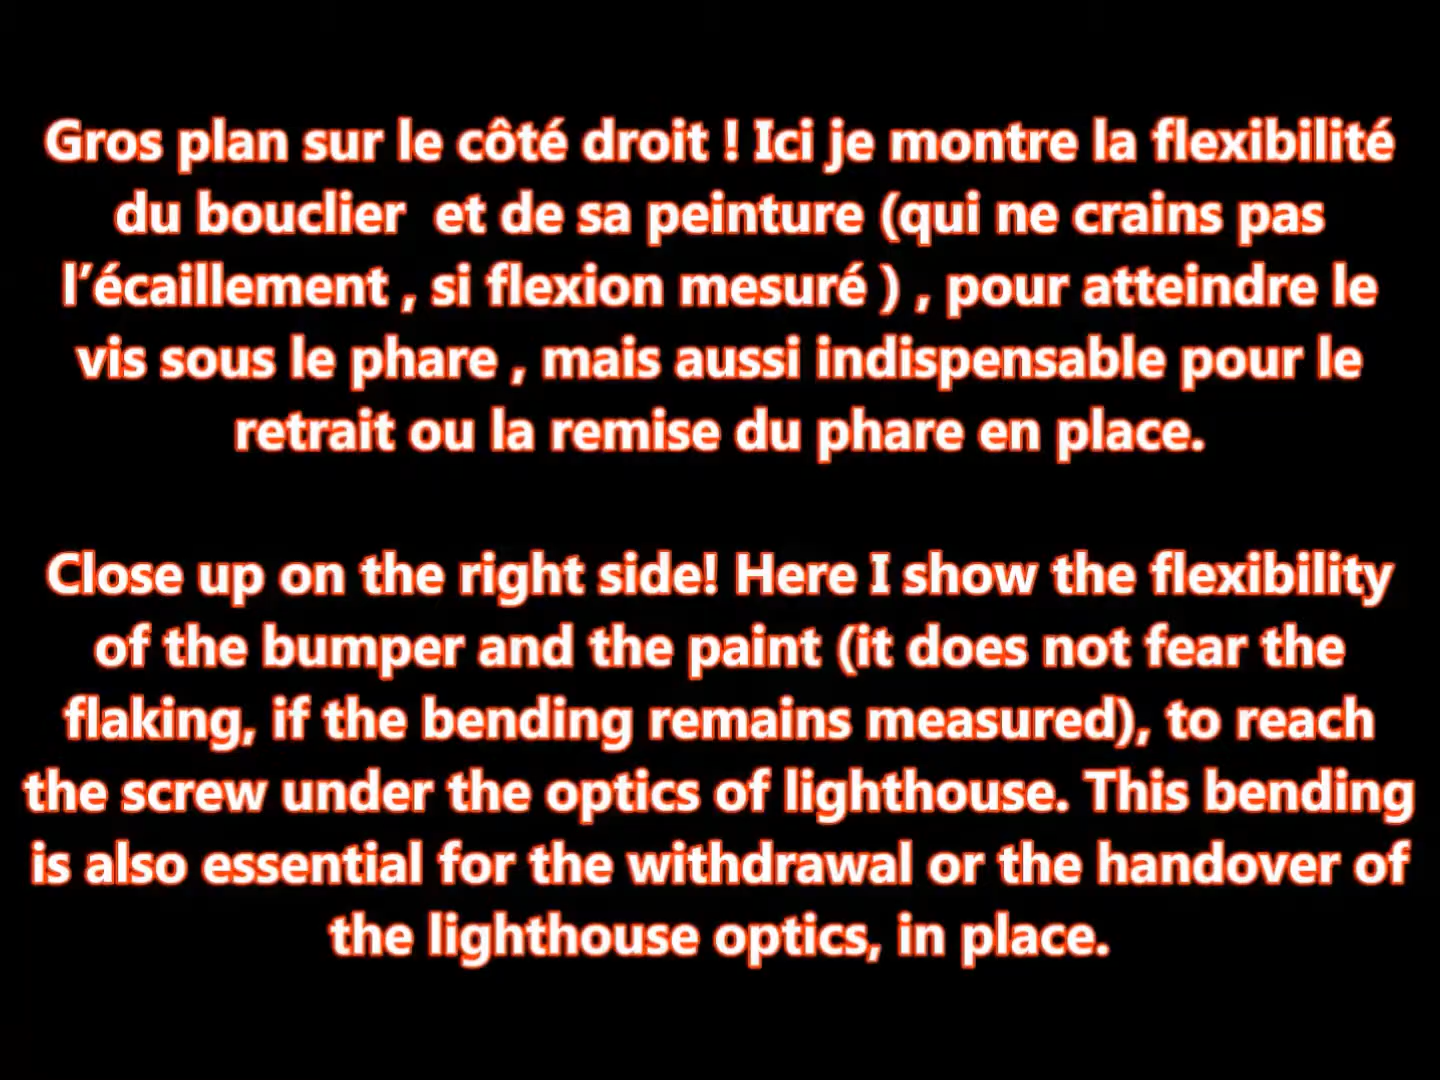 Gros plan sur le côté droit ! Ici je montre la flexibilité
du bouclier  et de sa peinture (qui ne crains pas
l’écaillement , si flexion mesuré ) , pour atteindre le
vis sous le phare , mais aussi indispensable pour le
retrait ou la remise du phare en place.
Close up on the right side! Here I show the flexibility
of the bumper and the paint (it does not fear the
flaking, if the bending remains measured), to reach
the screw under the optics of lighthouse. This bending
is also essential for the withdrawal or the handover of
the lighthouse optics, in place.